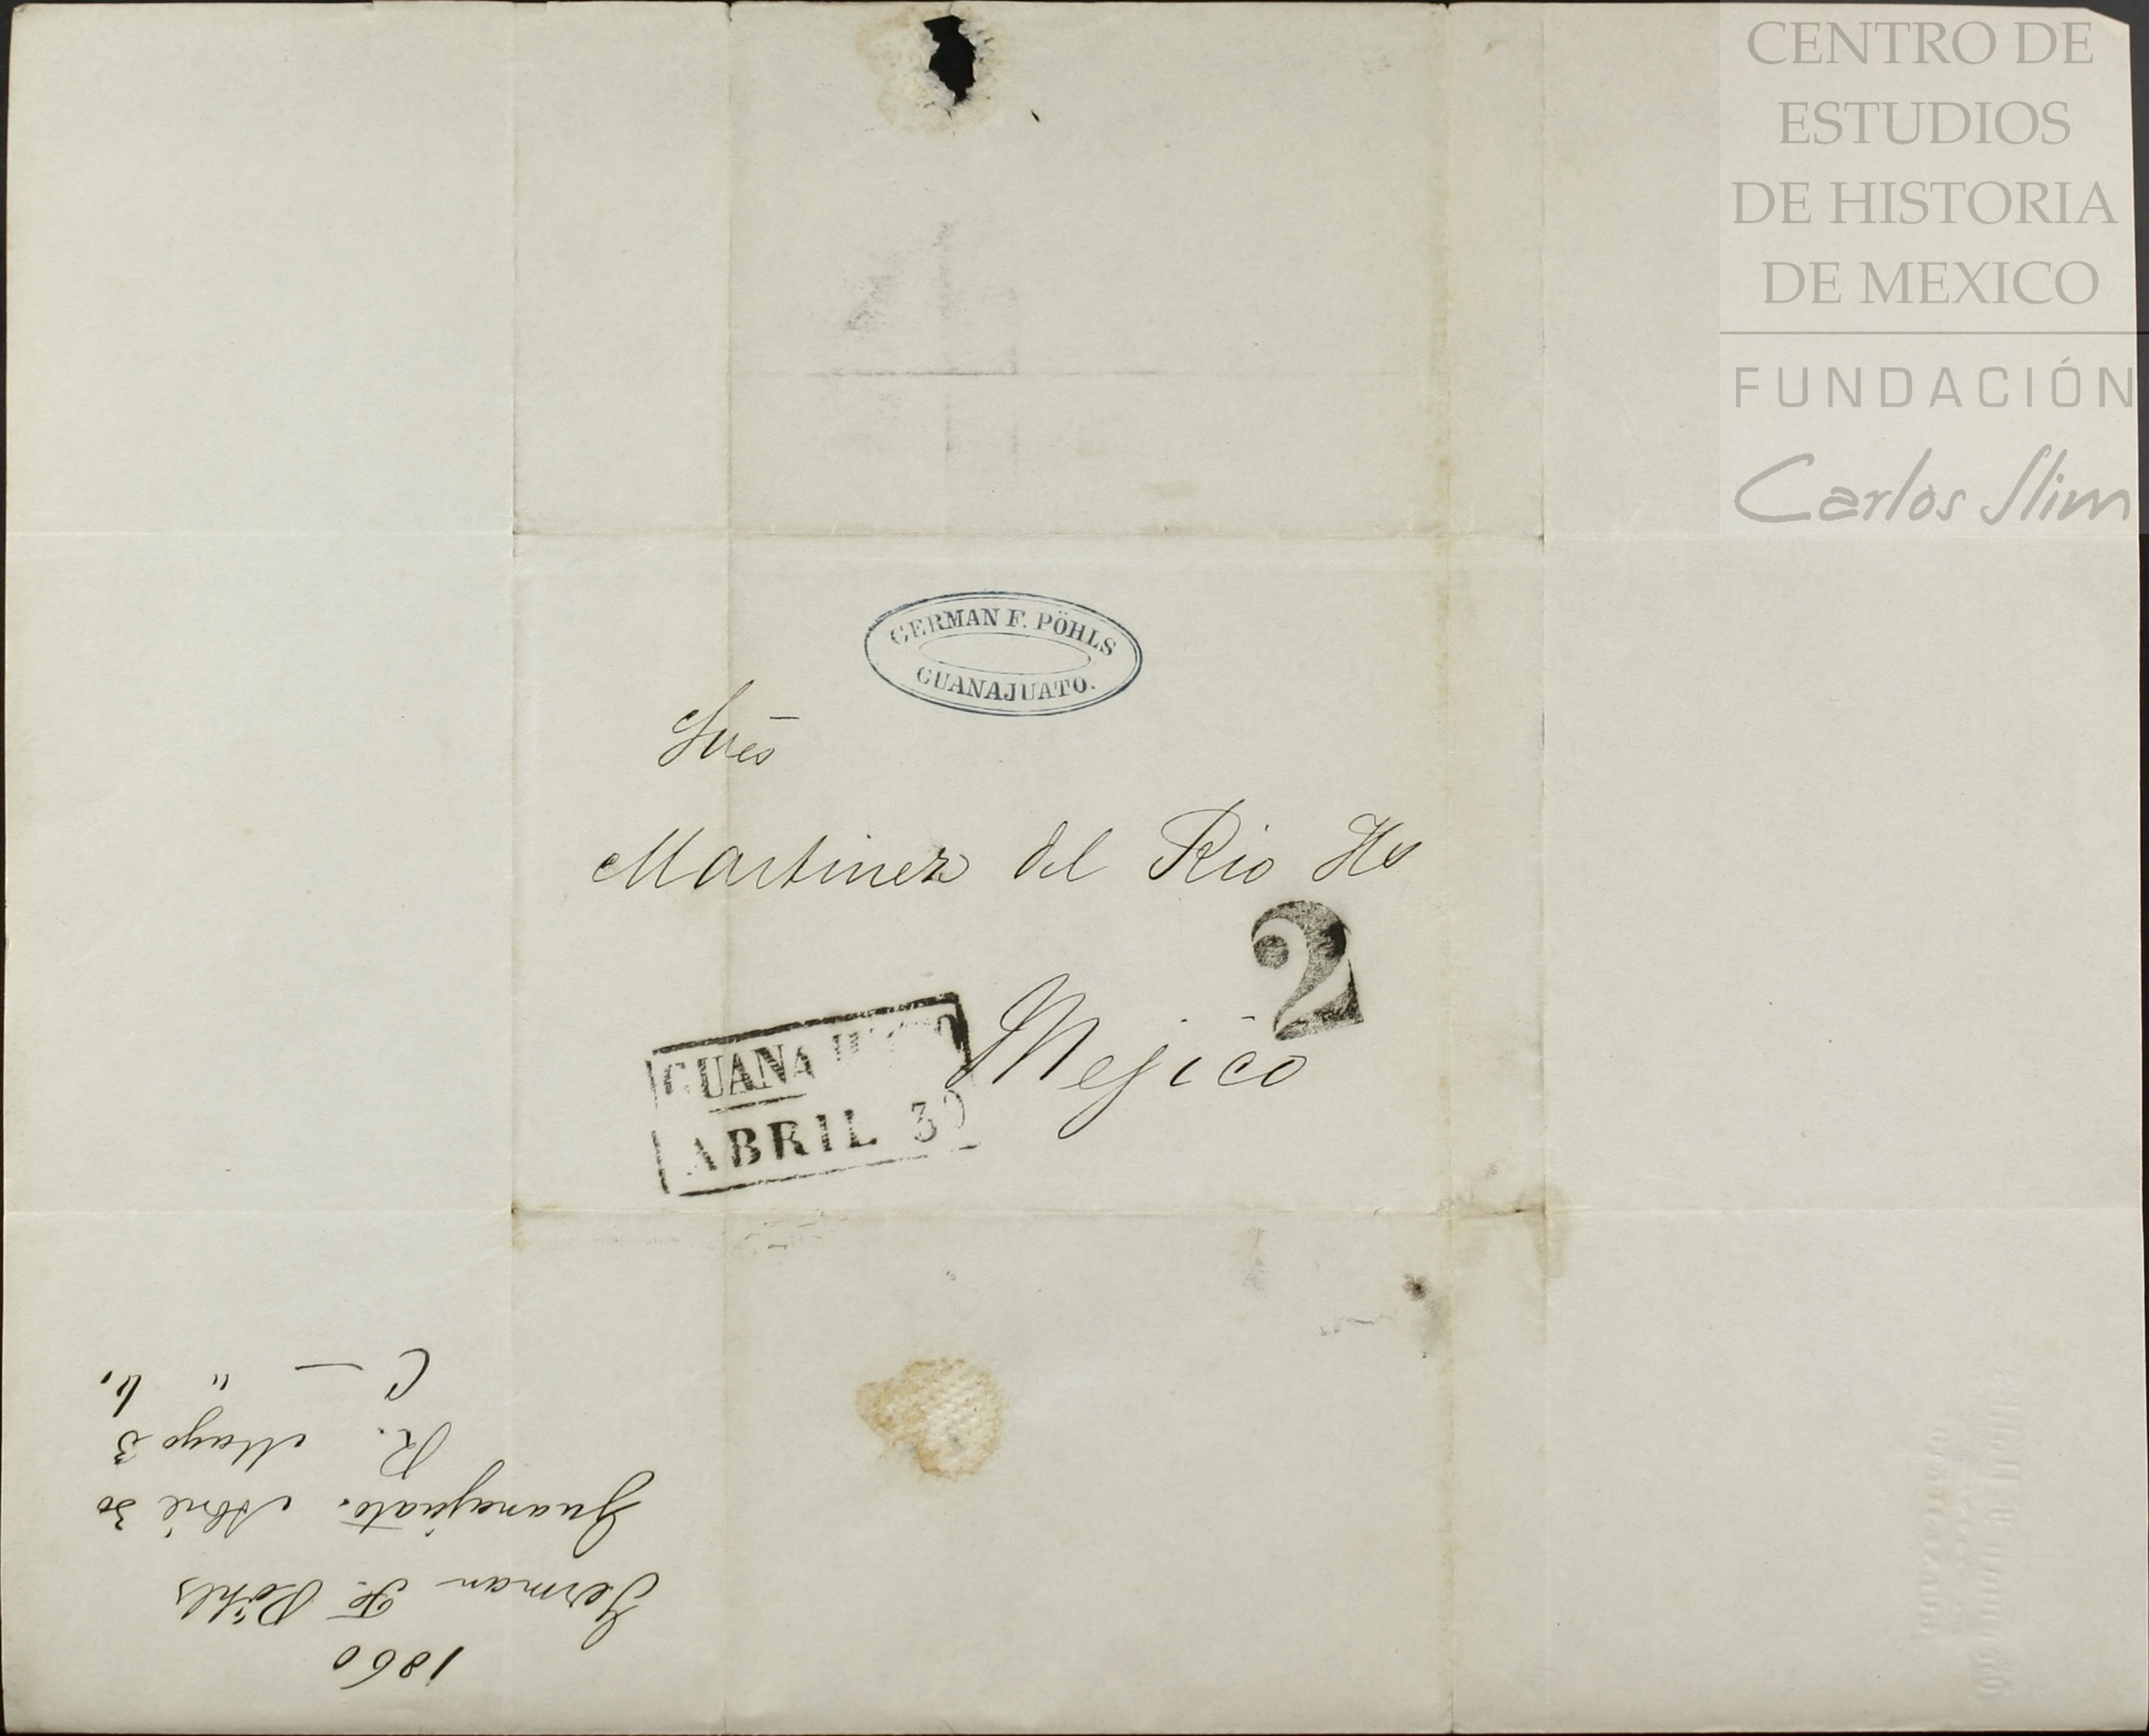 CENTRO DE
ESTUDIOS
DE HISTORIA
DE MEXICO
FUNDACIÓN
Carlos Slim
GERMAN F. PÖHLS
GUANAJUATO.
Sres
Martinez del Rio Hs
2
Mejico
GUANAJUATO
ABRIL 30
1860
German F. Pöhls
Guanajuato. Abril 30
R. Mayo 3
C — " 4.